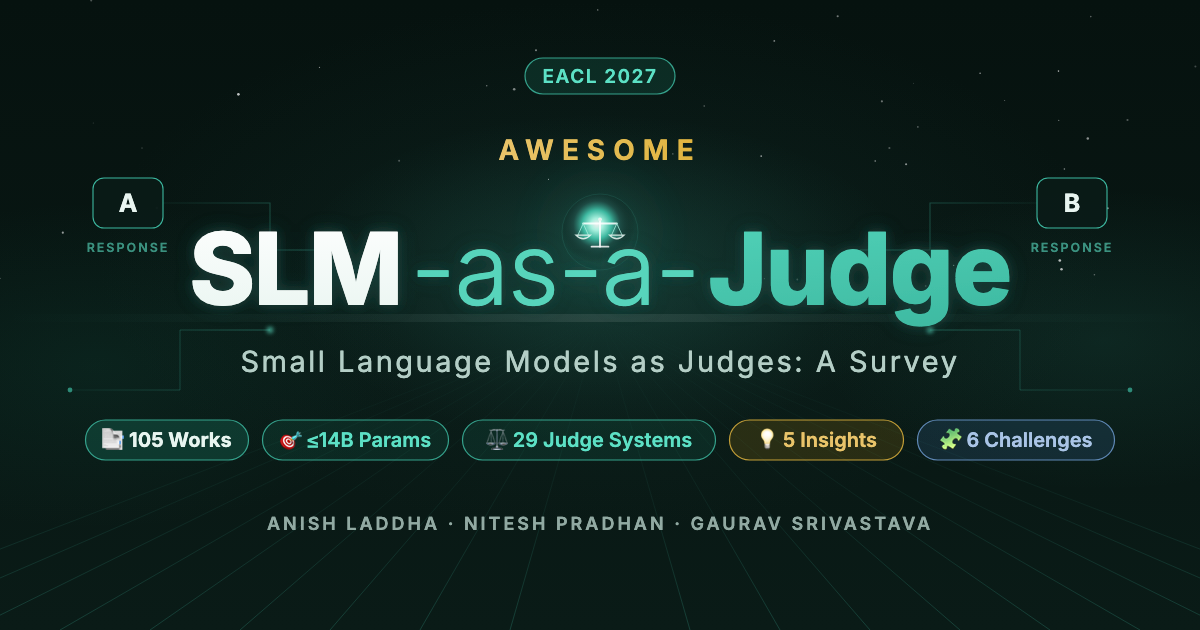 EACL 2027
AWESOME
A
RESPONSE
B
RESPONSE
SLM-as-a-Judge
Small Language Models as Judges: A Survey
105 Works
≤14B Params
29 Judge Systems
5 Insights
6 Challenges
ANISH LADDHA · NITESH PRADHAN · GAURAV SRIVASTAVA